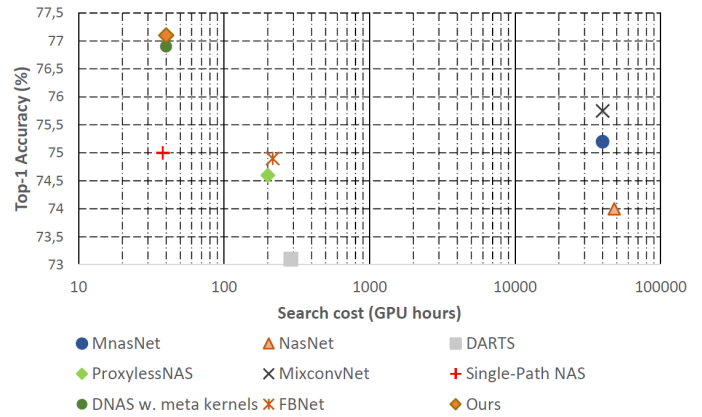 77,5
77
76,5
76
75,5
75
74,5
74
73,5
73
Top-1 Accuracy (%)
10 100 1000 10000 100000
Search cost (GPU hours)
MnasNet NasNet DARTS
ProxylessNAS MixconvNet Single-Path NAS
DNAS w. meta kernels FBNet Ours